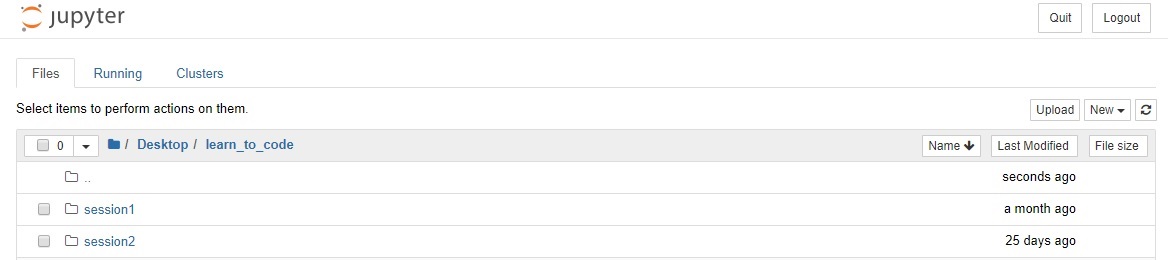 jupyter Quit Logout
Files Running Clusters
Select items to perform actions on them. Upload New
0 / Desktop / learn_to_code Name Last Modified File size
.. seconds ago
session1 a month ago
session2 25 days ago